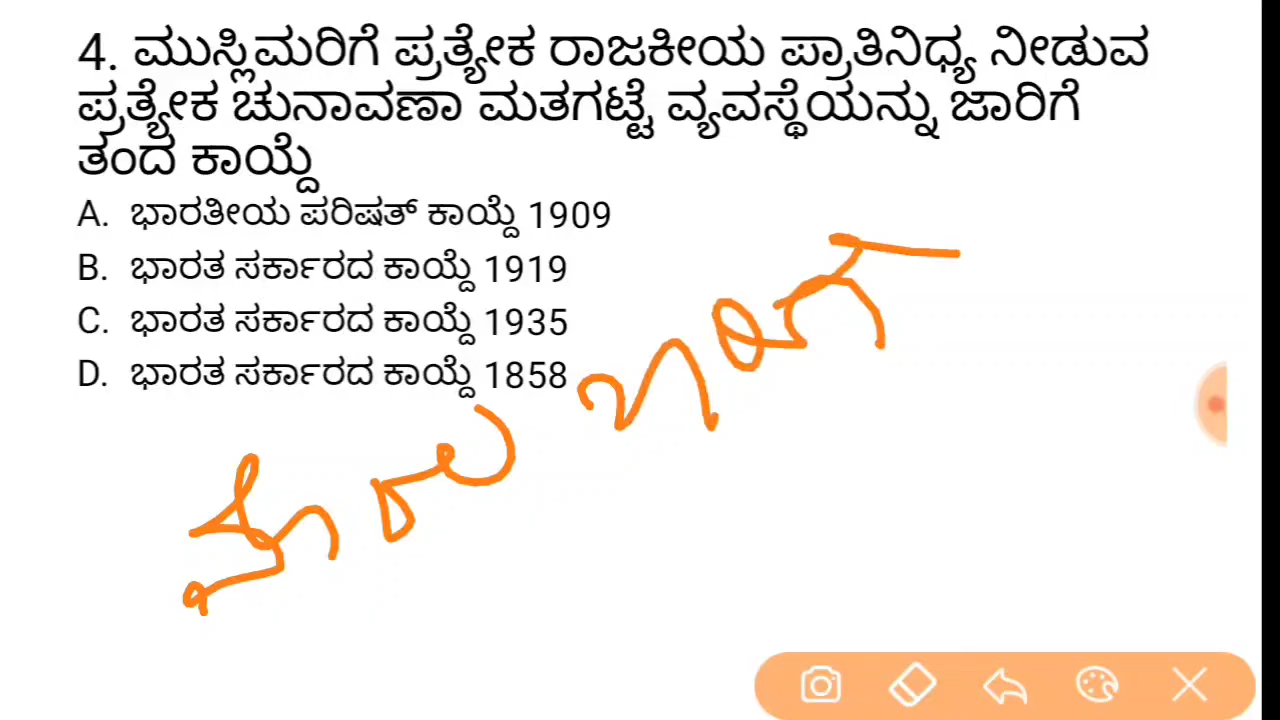 4. ಮುಸ್ಲಿಮರಿಗೆ ಪ್ರತ್ಯೇಕ ರಾಜಕೀಯ ಪ್ರಾತಿನಿಧ್ಯ ನೀಡುವ
ಪ್ರತ್ಯೇಕ ಚುನಾವಣಾ ಮತಗಟ್ಟೆ ವ್ಯವಸ್ಥೆಯನ್ನು ಜಾರಿಗೆ
ತಂದ ಕಾಯ್ದೆ
A. ಭಾರತೀಯ ಪರಿಷತ್ ಕಾಯ್ದೆ 1909
B. ಭಾರತ ಸರ್ಕಾರದ ಕಾಯ್ದೆ 1919
C. ಭಾರತ ಸರ್ಕಾರದ ಕಾಯ್ದೆ 1935
D. ಭಾರತ ಸರ್ಕಾರದ ಕಾಯ್ದೆ 1858